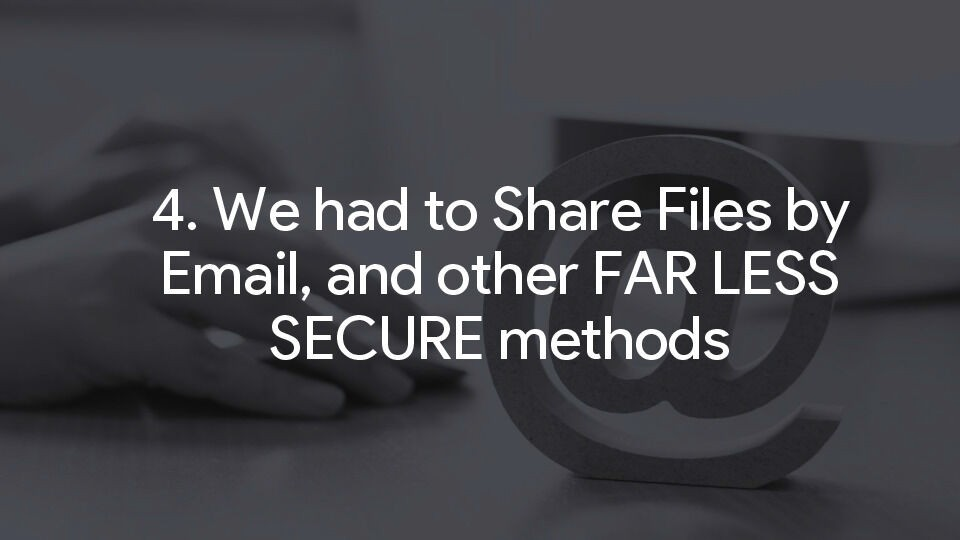 4. We had to Share Files by
Email, and other FAR LESS
SECURE methods